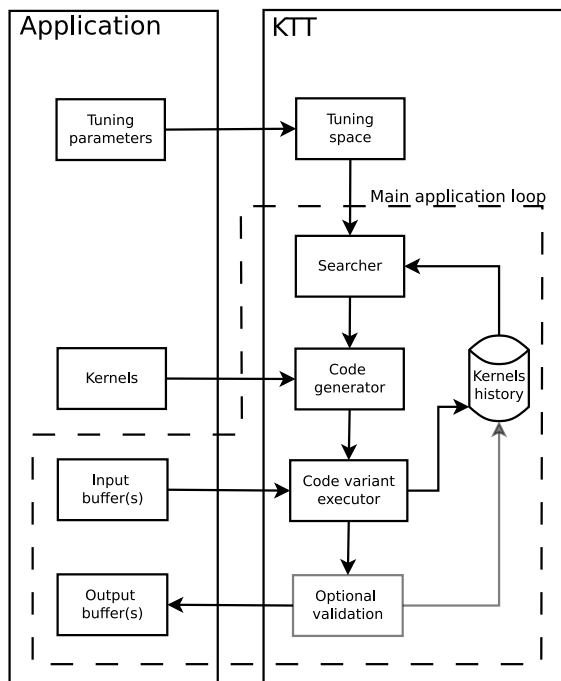 Application
KTT
Tuning
parameters
Tuning
space
Main application loop
Searcher
Kernels
Code
generator
Kernels
history
Input
buffer(s)
Code variant
executor
Output
buffer(s)
Optional
validation